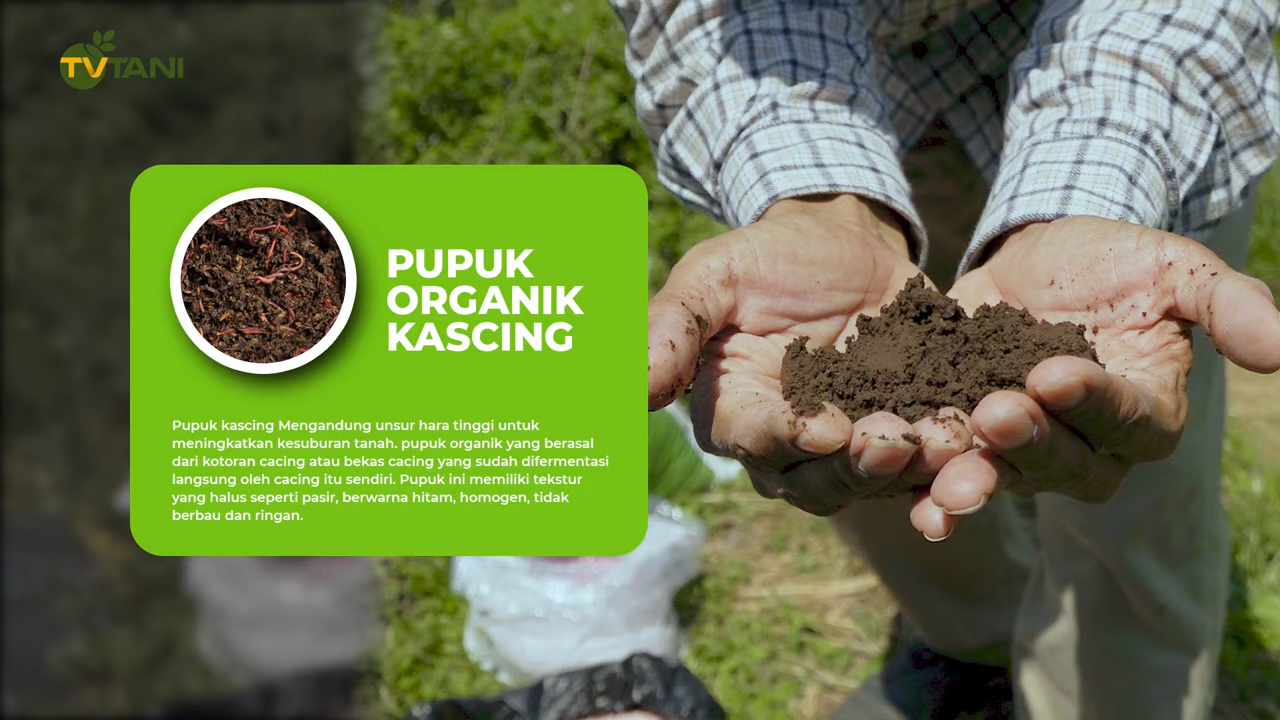 TVTANI
PUPUK
ORGANIK
KASCING
Pupuk kascing Mengandung unsur hara tinggi untuk
meningkatkan kesuburan tanah. pupuk organik yang berasal
dari kotoran cacing atau bekas cacing yang sudah difermentasi
langsung oleh cacing itu sendiri. Pupuk ini memiliki tekstur
yang halus seperti pasir, berwarna hitam, homogen, tidak
berbau dan ringan.